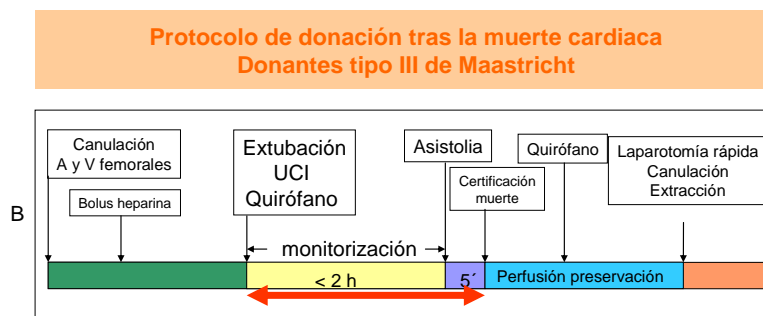 Protocolo de donación tras la muerte cardiaca
Donantes tipo III de Maastricht
Canulación
A y V femorales
Bolus heparina
Extubación
UCI
Quirófano
Asistolia
Certificación
muerte
Quirófano
Laparotomía rápida
Canulación
Extracción
B
monitorización
< 2 h
5´
Perfusión preservación